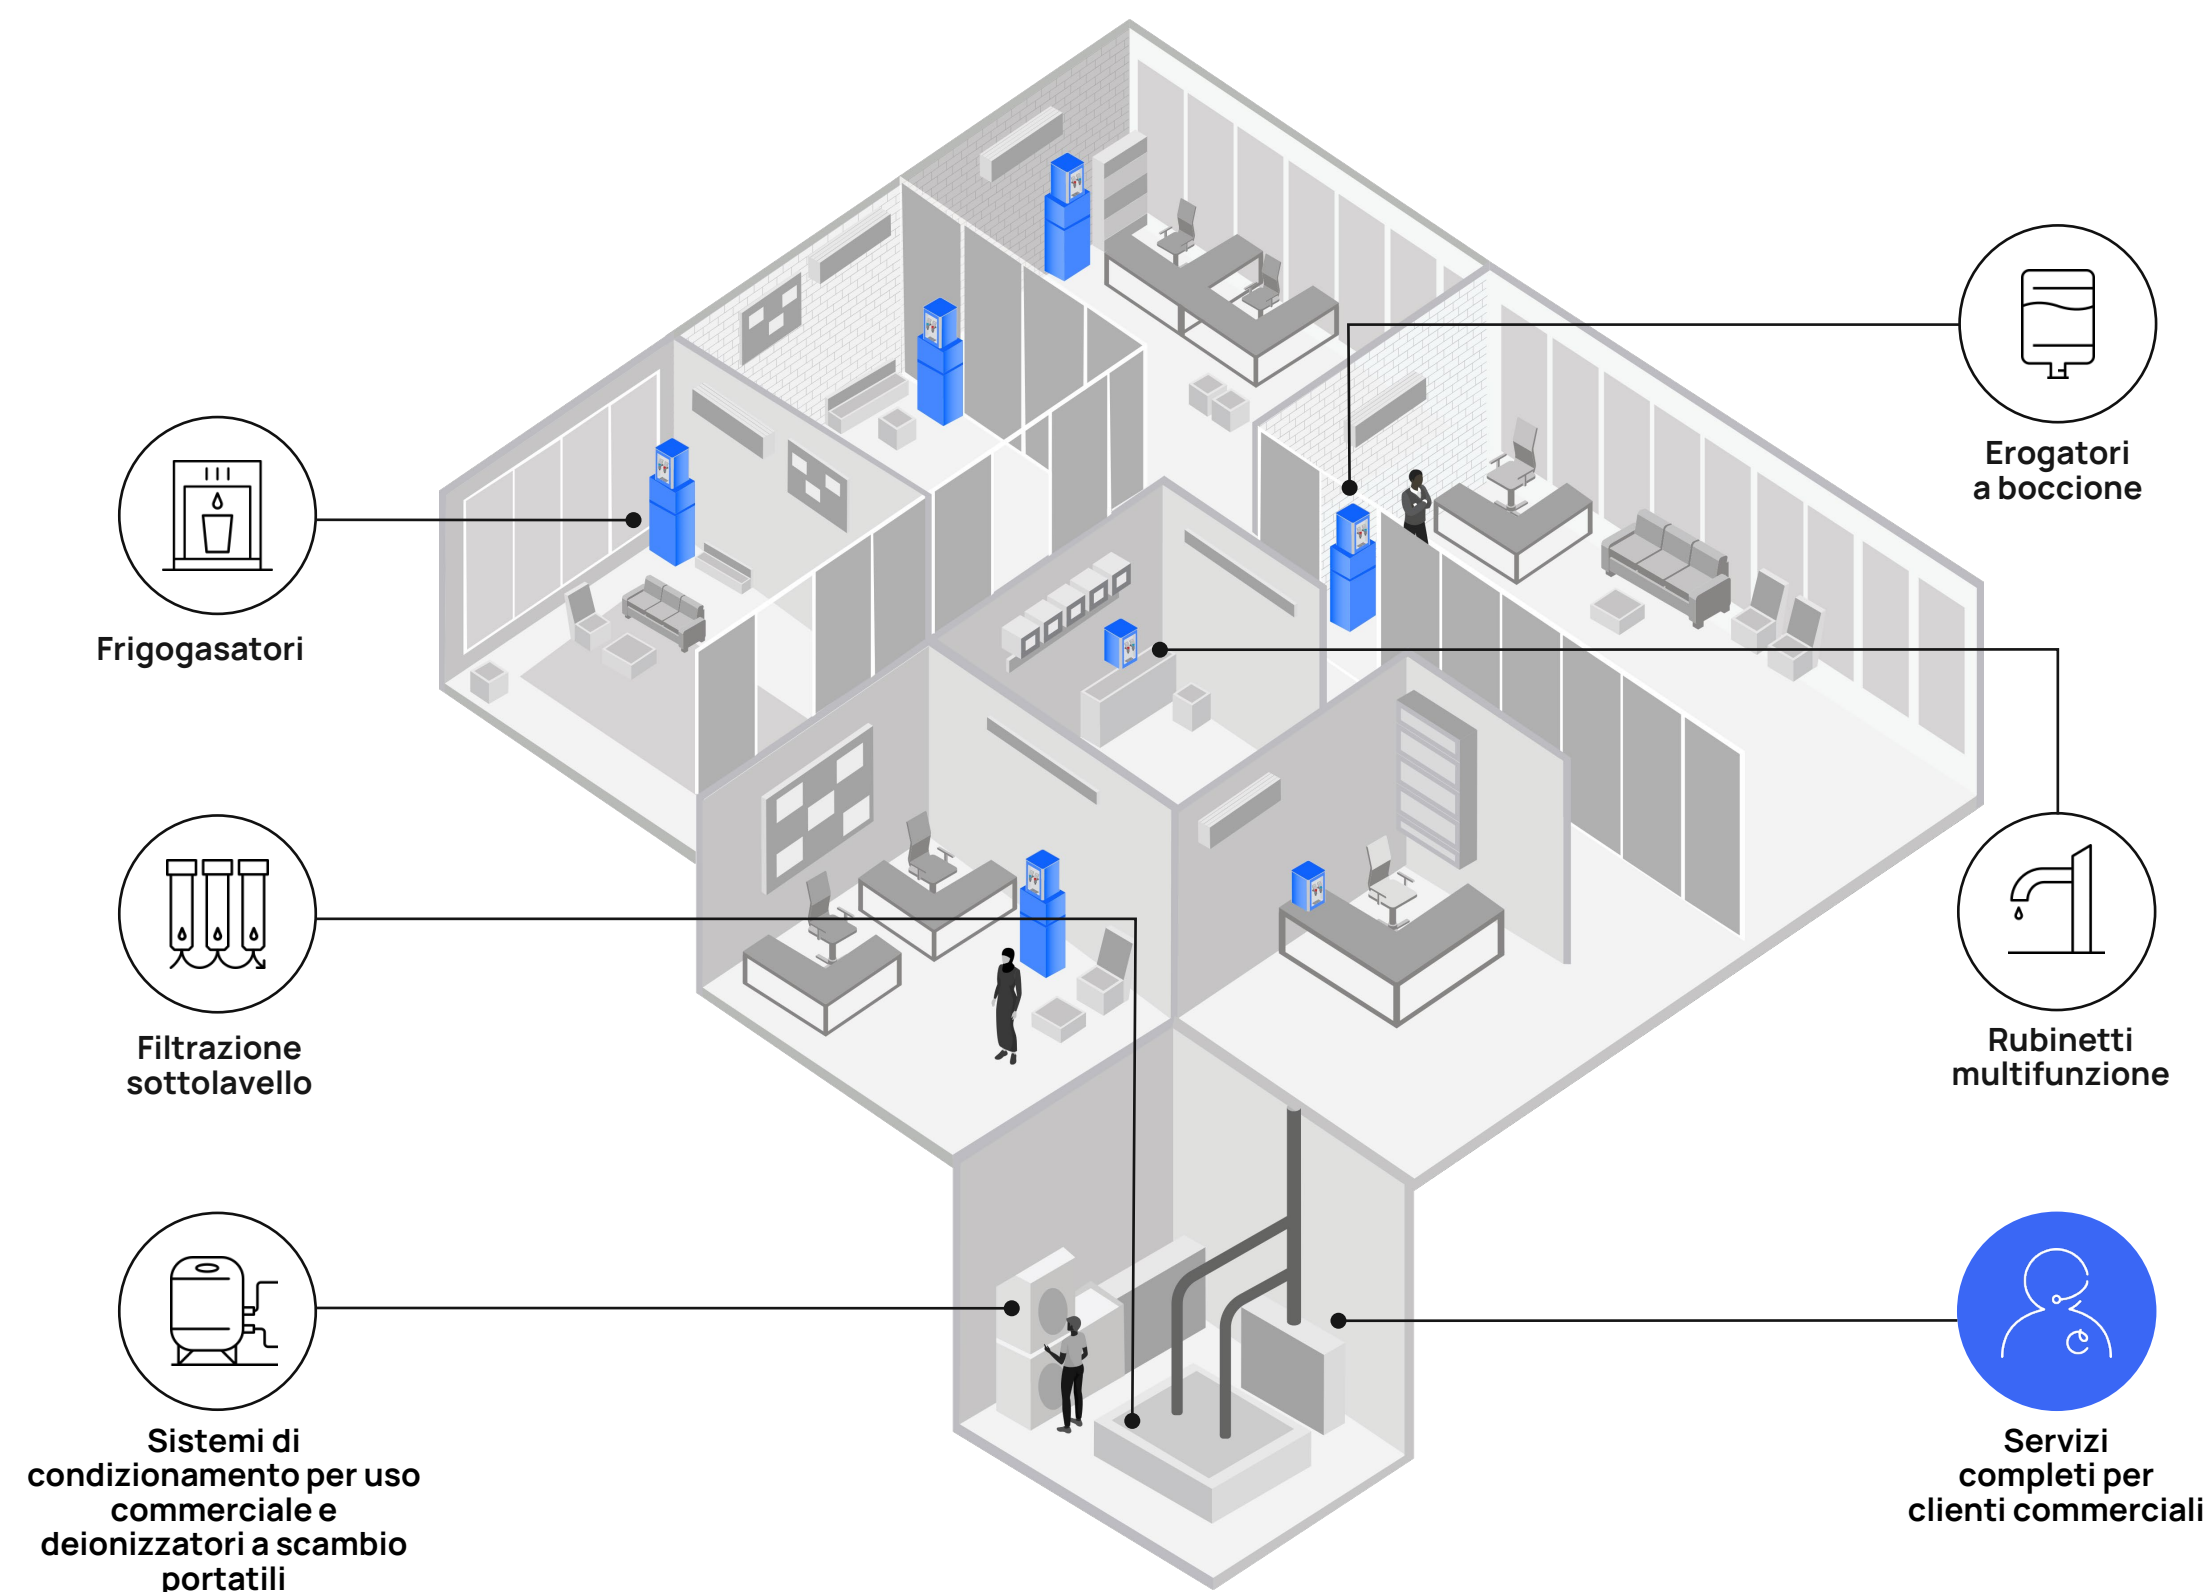 Erogatori
a boccione
Frigogasatori
Filtrazione
sottolavello
Rubinetti
multifunzione
Sistemi di
condizionamento per uso
commerciale e
deionizzatori a scambio
portatili
Servizi
completi per
clienti commerciali